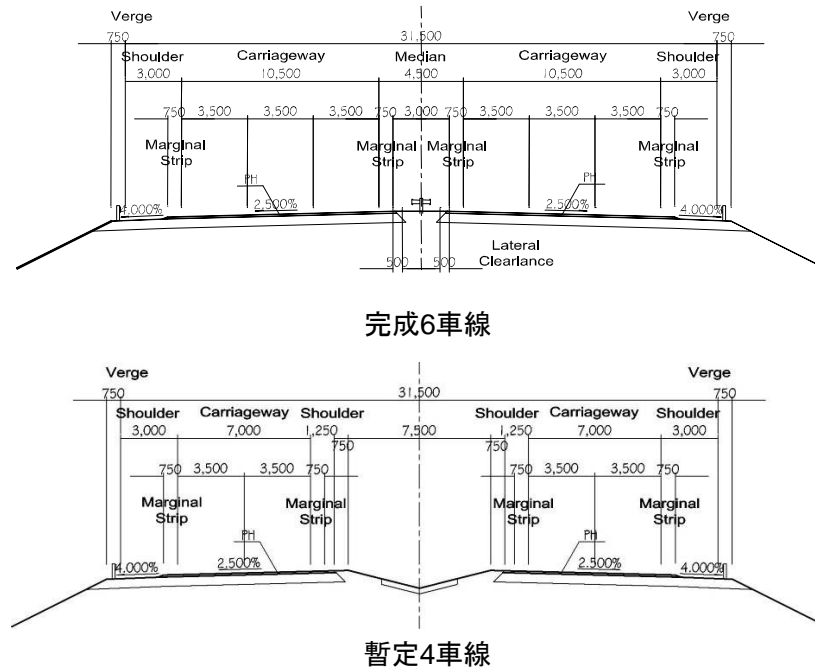 Verge Verge
750 31,500 750
Shoulder Carriageway Median Carriageway Shoulder
3,000 10,500 4,500 10,500 3,000
750 3,500 3,500 3,500 750 3,000 750 3,500 3,500 3,500 750
Marginal Marginal Marginal Marginal
Strip Strip Strip Strip
PH PH
4.000% 2.500% 2.500% 4.000%
Lateral
500 500 Clearlance
完成6車線
Verge Verge
750 31,500 750
Shoulder Carriageway Shoulder Shoulder Carriageway Shoulder
3,000 7,000 1,250 7,500 1,250 7,000 3,000
750 750
750 3,500 3,500 750 750 3,500 3,500 750
Marginal Marginal Marginal Marginal
Strip Strip Strip Strip
PH PH
4.000% 2.500% 2.500% 4.000%
暫定4車線